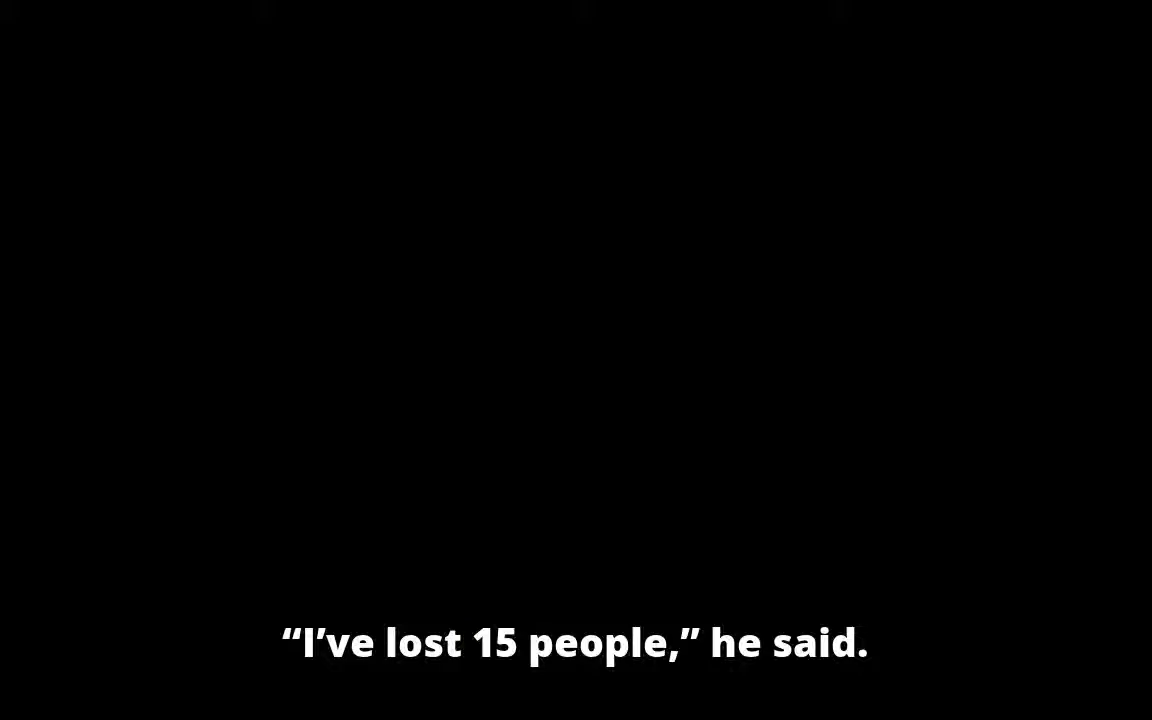 “I’ve lost 15 people,” he said.